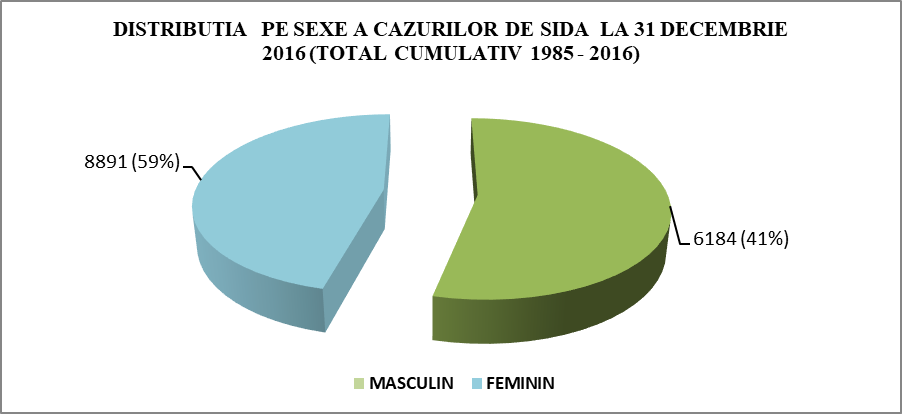 DISTRIBUTIA PE SEXE A CAZURILOR DE SIDA LA 31 DECEMBRIE
2016 (TOTAL CUMULATIV 1985 - 2016)
8891 (59%)
6184 (41%)
MASCULIN FEMININ